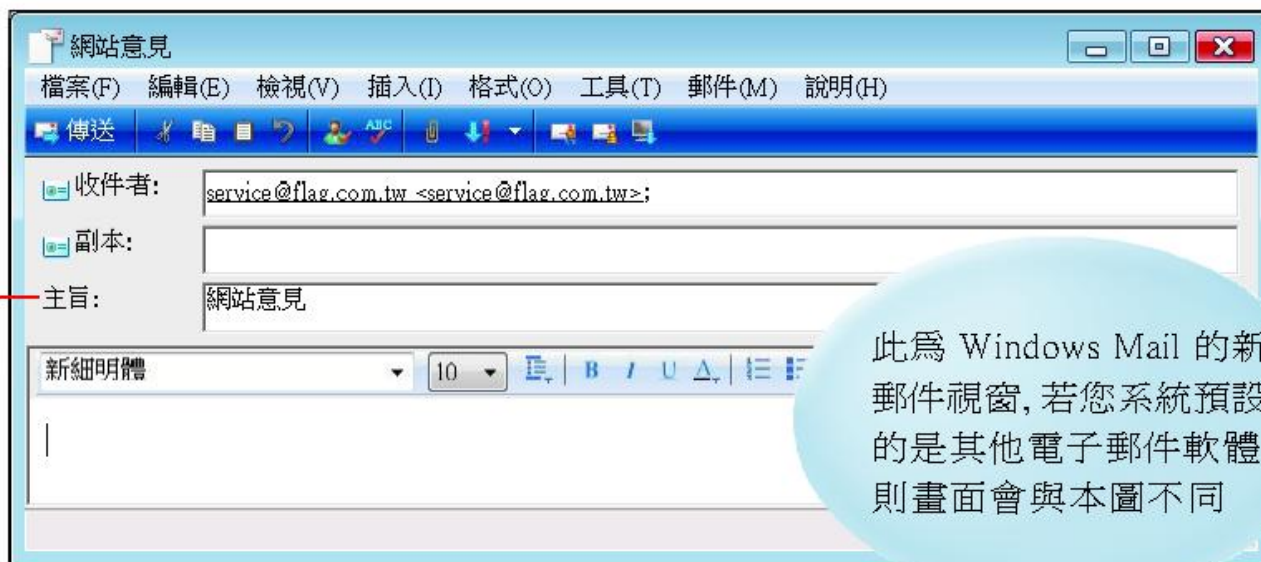 網站意見
檔案(F) 編輯(E) 檢視(V) 插入(I) 格式(O) 工具(T) 郵件(M) 說明(H)
傳送 ABC
收件者: service@flag.com.tw <service@flag.com.tw>;
副本:
主旨: 網站意見
新細明體 10 B I U A
此為 Windows Mail 的新
郵件視窗, 若您系統預設
的是其他電子郵件軟體
則畫面會與本圖不同